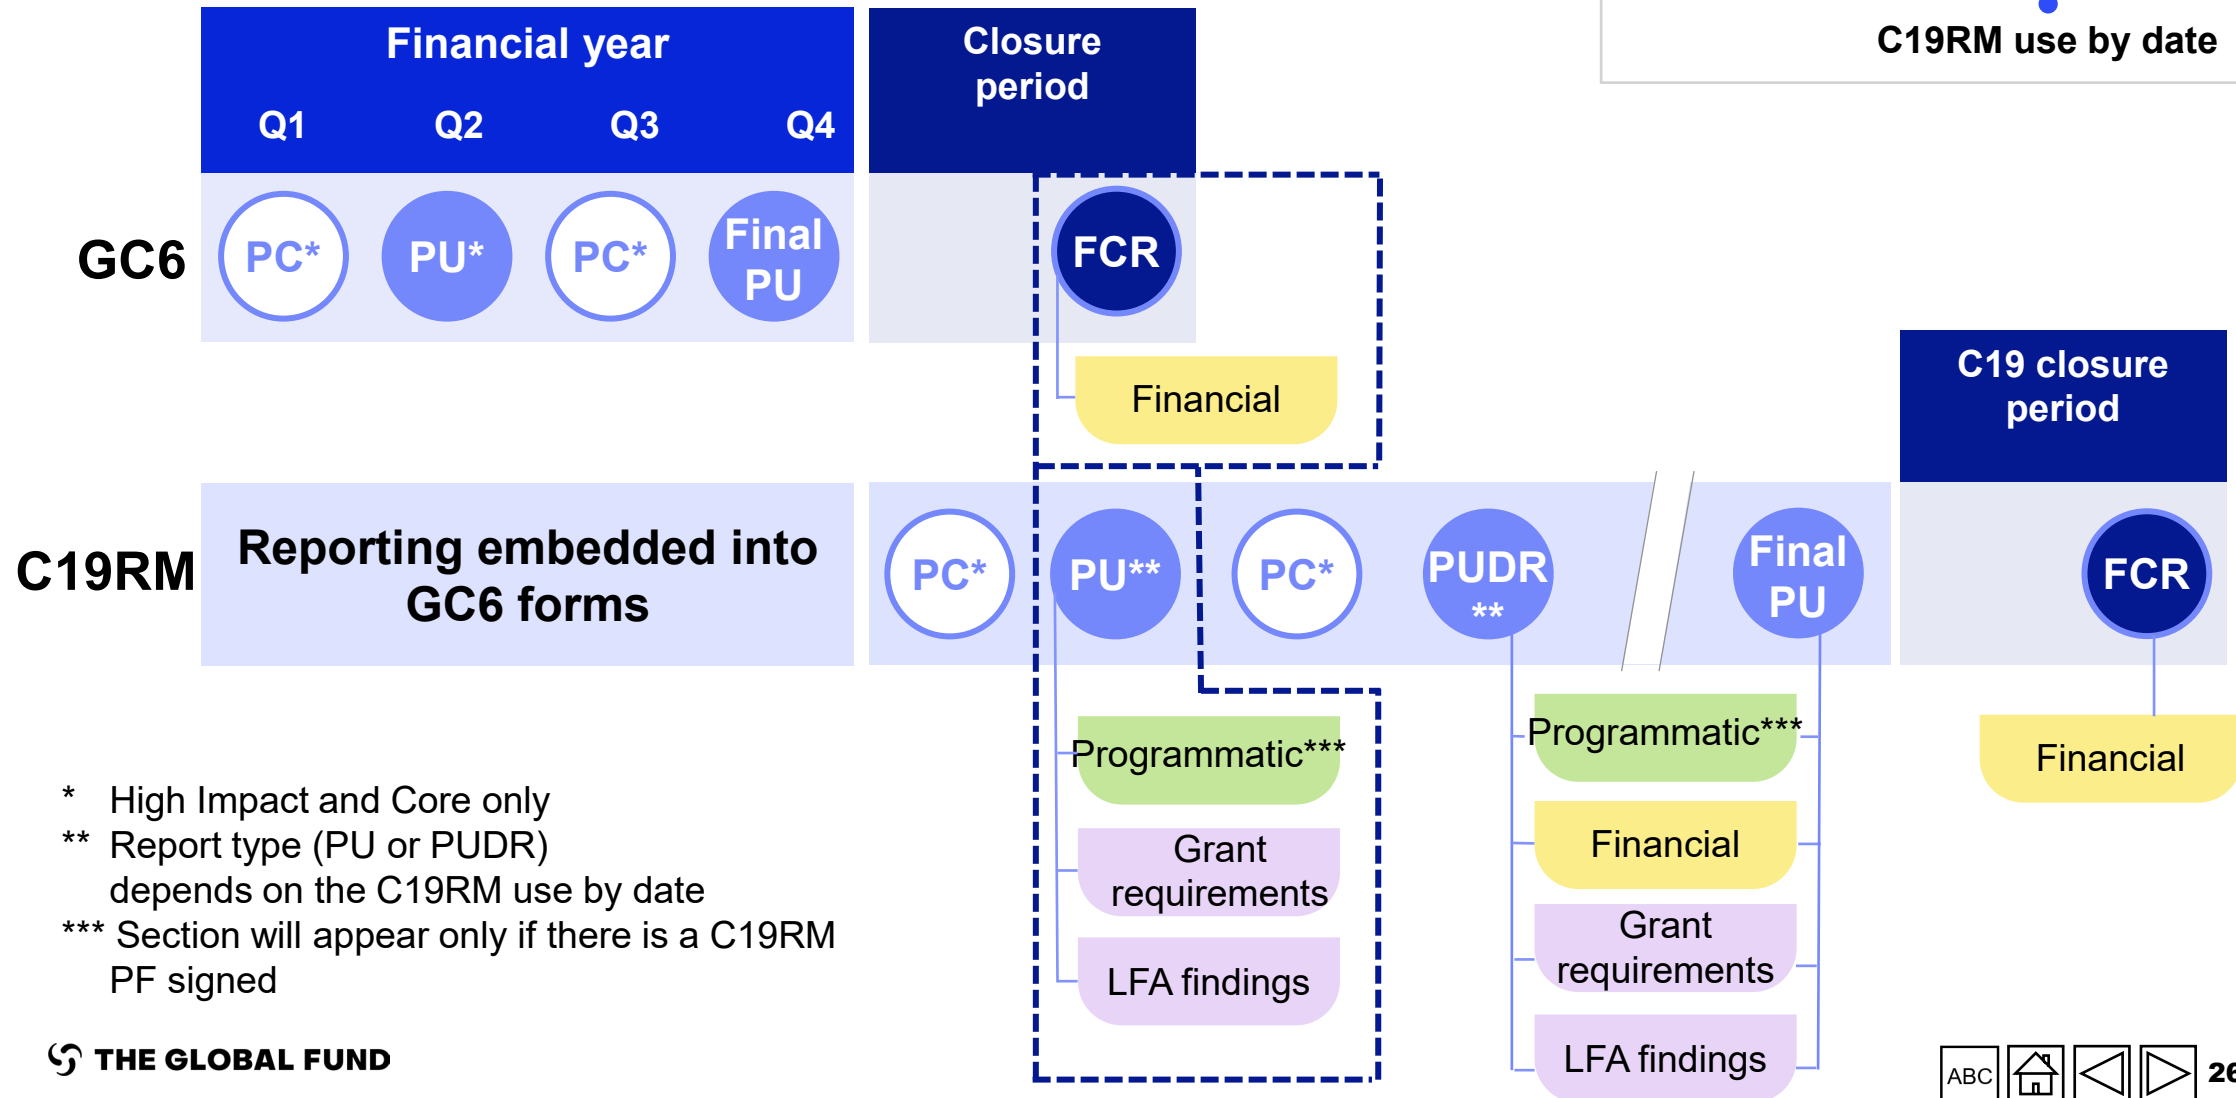 C19RM use by date
Financial year
Q1 Q2 Q3 Q4
Closure
period
GC6
PC*
PU*
PC*
Final
PU
FCR
Financial
C19 closure
period
C19RM
Reporting embedded into
GC6 forms
PC*
PU**
PC*
PUDR
**
Final
PU
FCR
Programmatic***
Grant
requirements
LFA findings
Programmatic***
Financial
Grant
requirements
LFA findings
Financial
* High Impact and Core only
** Report type (PU or PUDR)
depends on the C19RM use by date
*** Section will appear only if there is a C19RM
PF signed
THE GLOBAL FUND
ABC
26